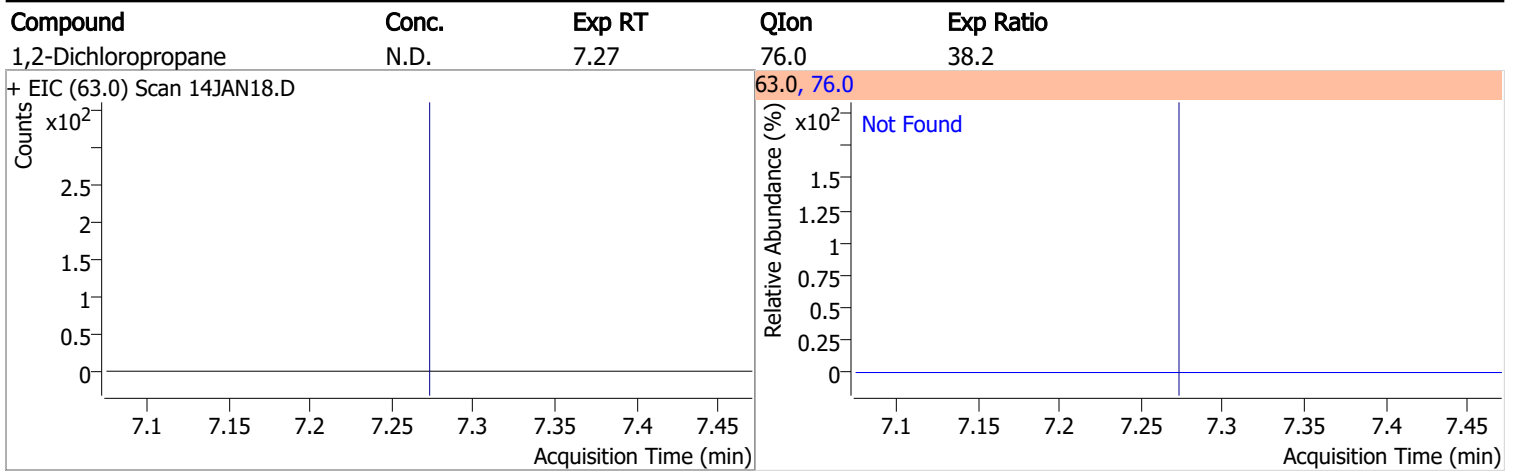 Compound Conc. Exp RT QIon Exp Ratio
1,2-Dichloropropane N.D. 7.27 76.0 38.2
+ EIC (63.0) Scan 14JAN18.D
Counts
x10²
2.5
2
1.5
1
0.5
0
7.1 7.15 7.2 7.25 7.3 7.35 7.4 7.45
Acquisition Time (min)
63.0, 76.0
Relative Abundance (%)
x10²
Not Found
1.5
1.25
1
0.75
0.5
0.25
0
7.1 7.15 7.2 7.25 7.3 7.35 7.4 7.45
Acquisition Time (min)